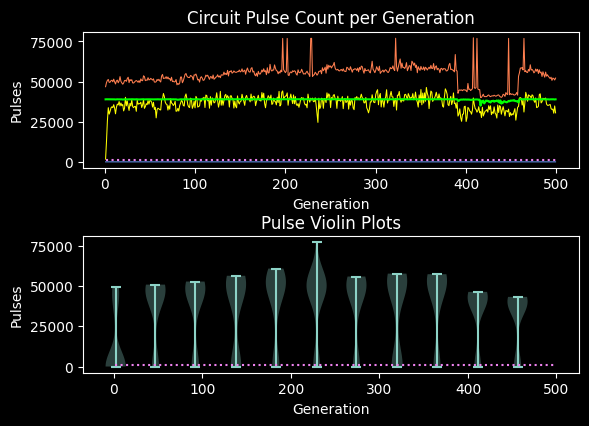 Circuit Pulse Count per Generation
75000
50000
25000
0
Pulses
0 100 200 300 400 500
Generation
Pulse Violin Plots
75000
50000
25000
0
Pulses
0 100 200 300 400 500
Generation